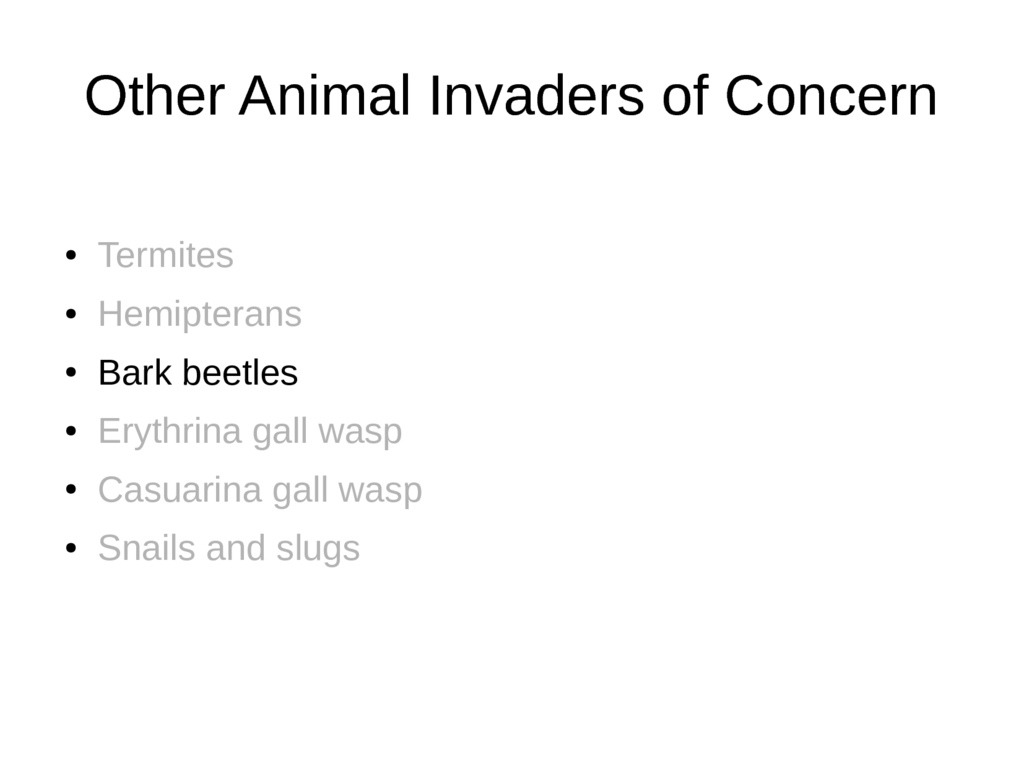 Other Animal Invaders of Concern
• Termites
• Hemipterans
• Bark beetles
• Erythrina gall wasp
• Casuarina gall wasp
• Snails and slugs